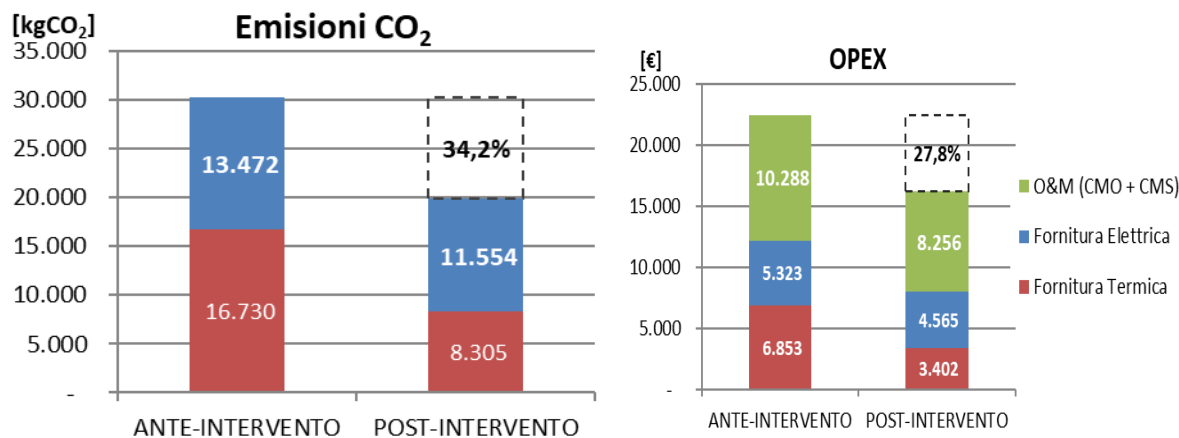 [kgCO₂]
Emisioni CO₂
35.000
30.000
25.000
20.000
15.000
10.000
5.000
-
13.472
16.730
34,2%
11.554
8.305
ANTE-INTERVENTO
POST-INTERVENTO
[€]
OPEX
25.000
20.000
15.000
10.000
5.000
-
10.288
5.323
6.853
27,8%
8.256
4.565
3.402
ANTE-INTERVENTO
POST-INTERVENTO
O&M (CMO + CMS)
Fornitura Elettrica
Fornitura Termica